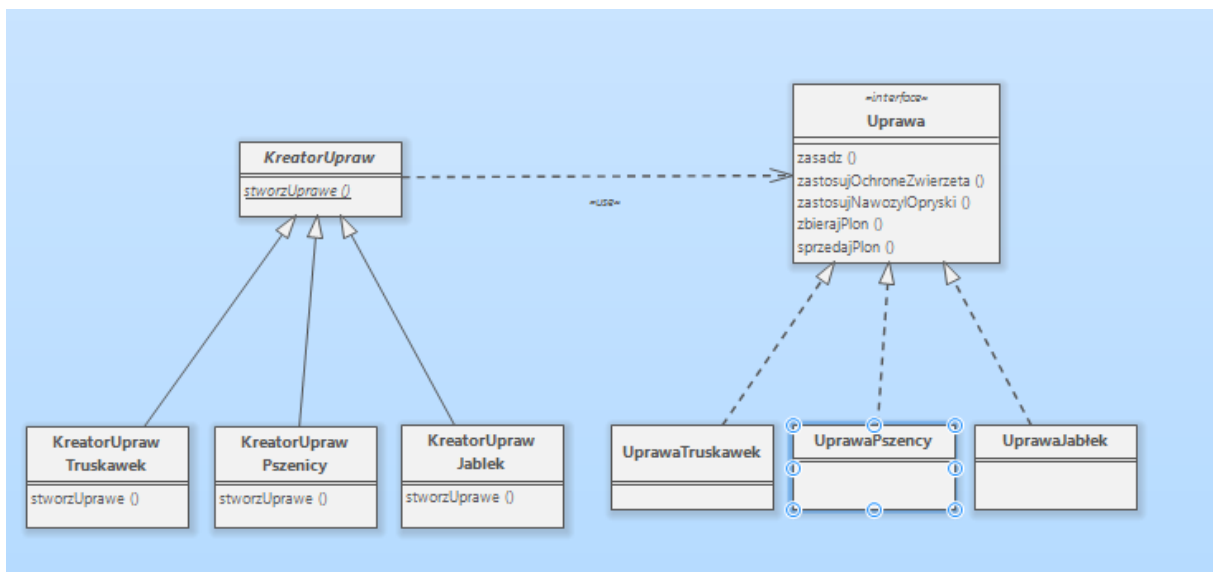 «interface»
Uprawa
zasadz ()
zastosujOchroneZwierzeta ()
zastosujNawozyIOpryski ()
zbierajPlon ()
sprzedajPlon ()
KreatorUpraw
stworzUprawe ()
«use»
KreatorUpraw
Truskawek
stworzUprawe ()
KreatorUpraw
Pszenicy
stworzUprawe ()
KreatorUpraw
Jablek
stworzUprawe ()
UprawaTruskawek
UprawaPszency
UprawaJabłek